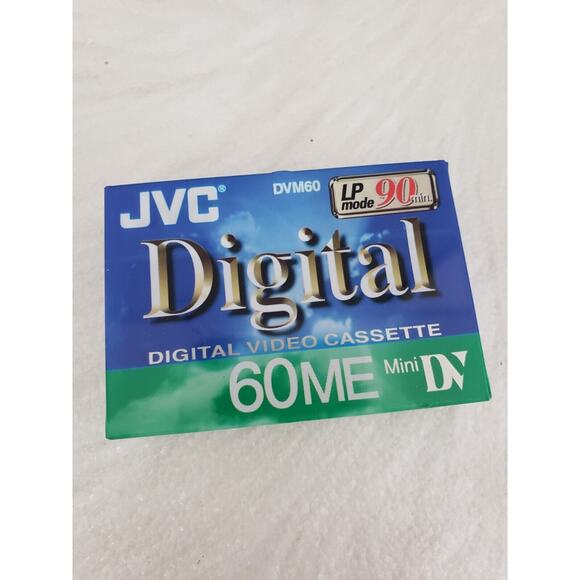 JVC®
DVM60
LP mode 90 min.
Digital
DIGITAL VIDEO CASSETTE
60ME Mini DV